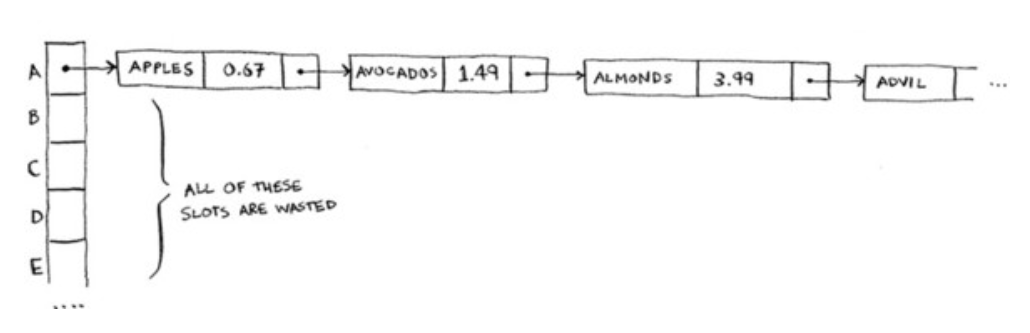 A APPLES 0.67 AVOCADOS 1.49 ALMONDS 3.99 ADVIL ...
B
C
ALL OF THESE
SLOTS ARE WASTED
D
E
....